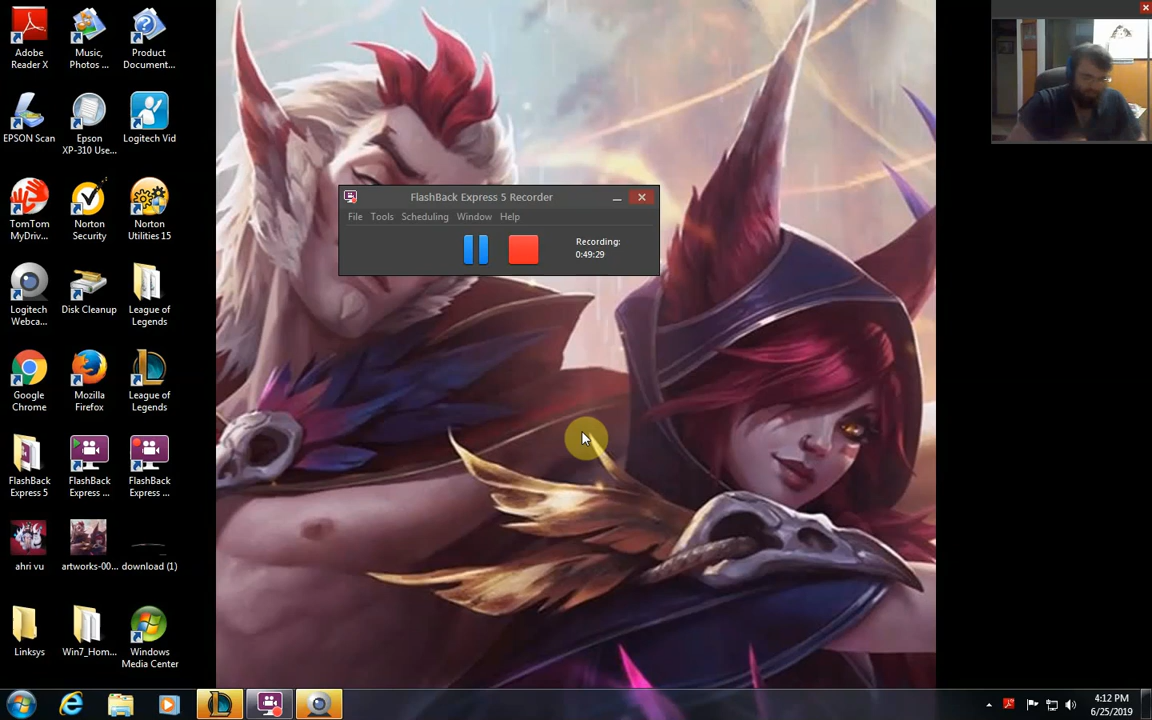 Adobe
Reader X
Music,
Photos ...
Product
Document...
EPSON Scan
Epson
XP-310 Use...
Logitech Vid
TomTom
MyDriv...
Norton
Security
Norton
Utilities 15
Logitech
Webca...
Disk Cleanup
League of
Legends
Google
Chrome
Mozilla
Firefox
League of
Legends
FlashBack
Express 5
FlashBack
Express ...
FlashBack
Express ...
ahri vu
artworks-00...
download (1)
Linksys
Win7_Hom...
Windows
Media Center
FlashBack Express 5 Recorder
File Tools Scheduling Window Help
Recording:
0:49:29
4:12 PM
6/25/2019